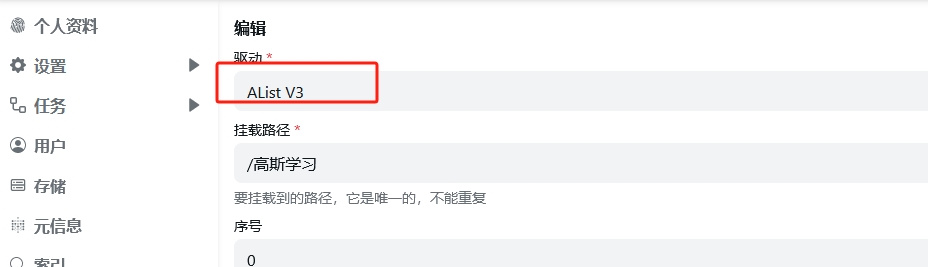 个人资料
设置
任务
用户
存储
元信息
索引
编辑
驱动 *
AList V3
挂载路径 *
/高斯学习
要挂载到的路径，它是唯一的，不能重复
序号
0